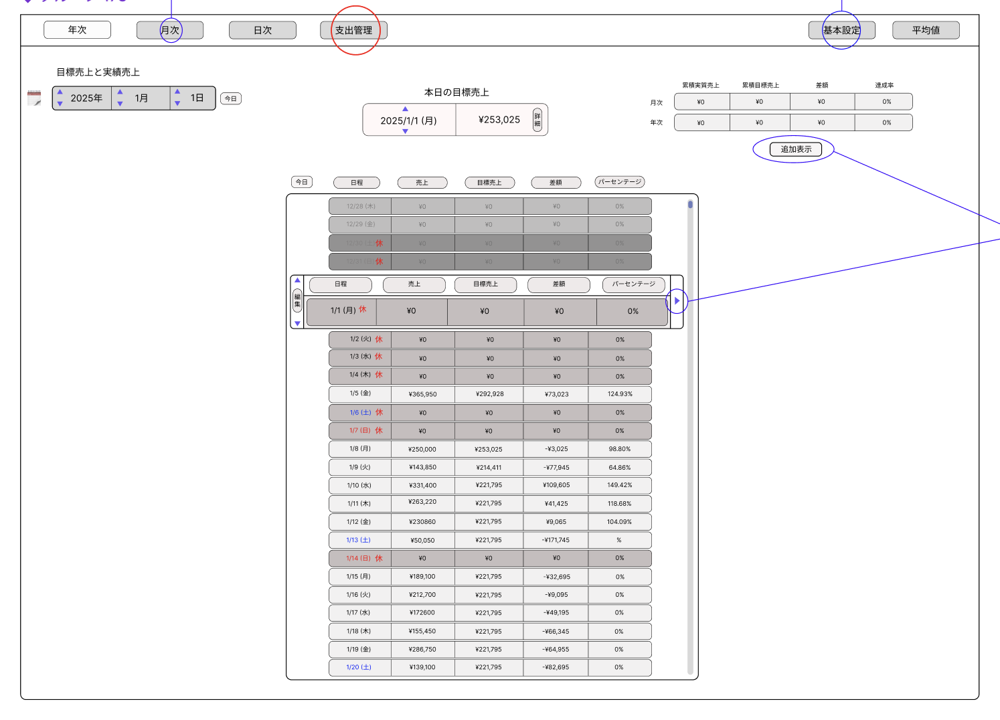 年次 月次 日次 支出管理 基本設定 平均値
目標売上と実績売上
2025年 1月 1日 今日
本日の目標売上
2025/1/1 (月) ¥253,025 詳細
累積実質売上 累積目標売上 差額 達成率
月次 ¥0 ¥0 ¥0 0%
年次 ¥0 ¥0 ¥0 0%
追加表示
今日 日程 売上 目標売上 差額 パーセンテージ
12/28 (木) ¥0 ¥0 ¥0 0%
12/29 (金) ¥0 ¥0 ¥0 0%
12/30 (土) 休 ¥0 ¥0 ¥0 0%
12/31 (日) 休 ¥0 ¥0 ¥0 0%
編集
日程 売上 目標売上 差額 パーセンテージ
1/1 (月) 休 ¥0 ¥0 ¥0 0%
1/2 (火) 休 ¥0 ¥0 ¥0 0%
1/3 (水) 休 ¥0 ¥0 ¥0 0%
1/4 (木) 休 ¥0 ¥0 ¥0 0%
1/5 (金) ¥365,950 ¥292,928 ¥73,023 124.93%
1/6 (土) 休 ¥0 ¥0 ¥0 0%
1/7 (日) 休 ¥0 ¥0 ¥0 0%
1/8 (月) ¥250,000 ¥253,025 -¥3,025 98.80%
1/9 (火) ¥143,850 ¥214,411 -¥77,945 64.86%
1/10 (水) ¥331,400 ¥221,795 ¥109,605 149.42%
1/11 (木) ¥263,220 ¥221,795 ¥41,425 118.68%
1/12 (金) ¥230860 ¥221,795 ¥9,065 104.09%
1/13 (土) ¥50,050 ¥221,795 -¥171,745 %
1/14 (日) 休 ¥0 ¥0 ¥0 0%
1/15 (月) ¥189,100 ¥221,795 -¥32,695 0%
1/16 (火) ¥212,700 ¥221,795 -¥9,095 0%
1/17 (水) ¥172600 ¥221,795 -¥49,195 0%
1/18 (木) ¥155,450 ¥221,795 -¥66,345 0%
1/19 (金) ¥286,750 ¥221,795 -¥64,955 0%
1/20 (土) ¥139,100 ¥221,795 -¥82,695 0%